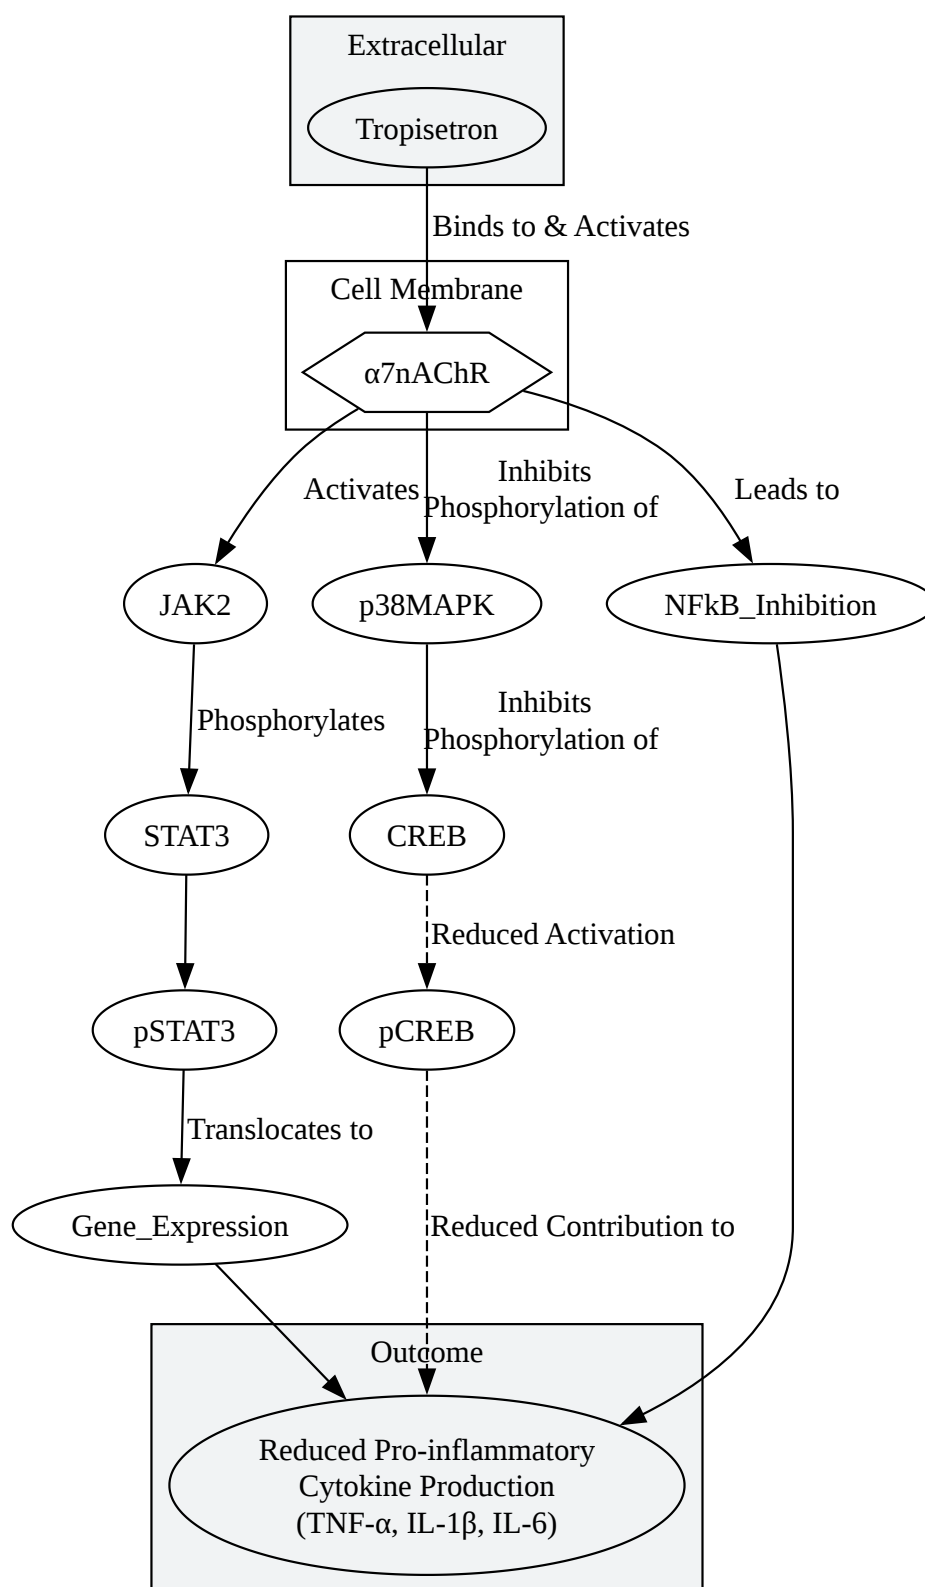 Extracellular
Tropisetron
Binds to & Activates
Cell Membrane
α7nAChR
Activates
Inhibits
Phosphorylation of
Leads to
JAK2
p38MAPK
NFkB_Inhibition
Phosphorylates
Inhibits
Phosphorylation of
STAT3
CREB
Reduced Activation
pSTAT3
pCREB
Translocates to
Gene_Expression
Reduced Contribution to
Outcome
Reduced Pro-inflammatory
Cytokine Production
(TNF-α, IL-1β, IL-6)